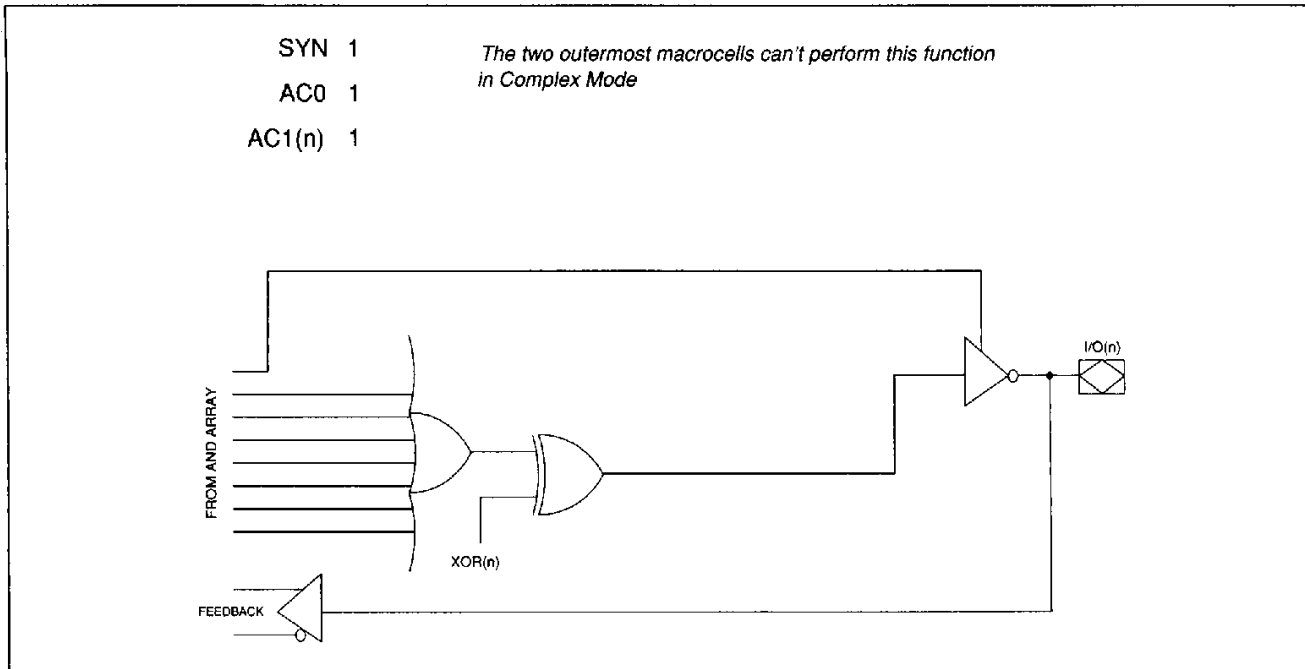 SYN 1
The two outermost macrocells can't perform this function
in Complex Mode
AC0 1
AC1(n) 1
I/O(n)
FROM AND ARRAY
XOR(n)
FEEDBACK